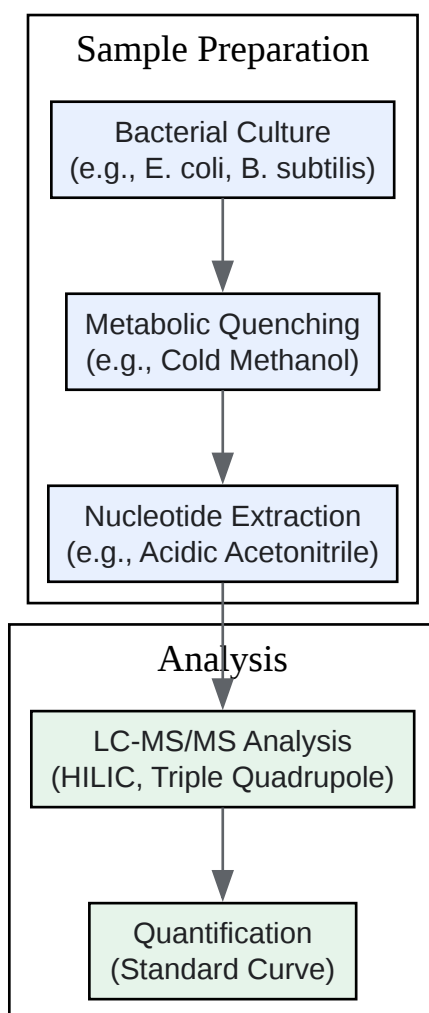 Sample Preparation
Bacterial Culture
(e.g., E. coli, B. subtilis)
Metabolic Quenching
(e.g., Cold Methanol)
Nucleotide Extraction
(e.g., Acidic Acetonitrile)
Analysis
LC-MS/MS Analysis
(HILIC, Triple Quadrupole)
Quantification
(Standard Curve)